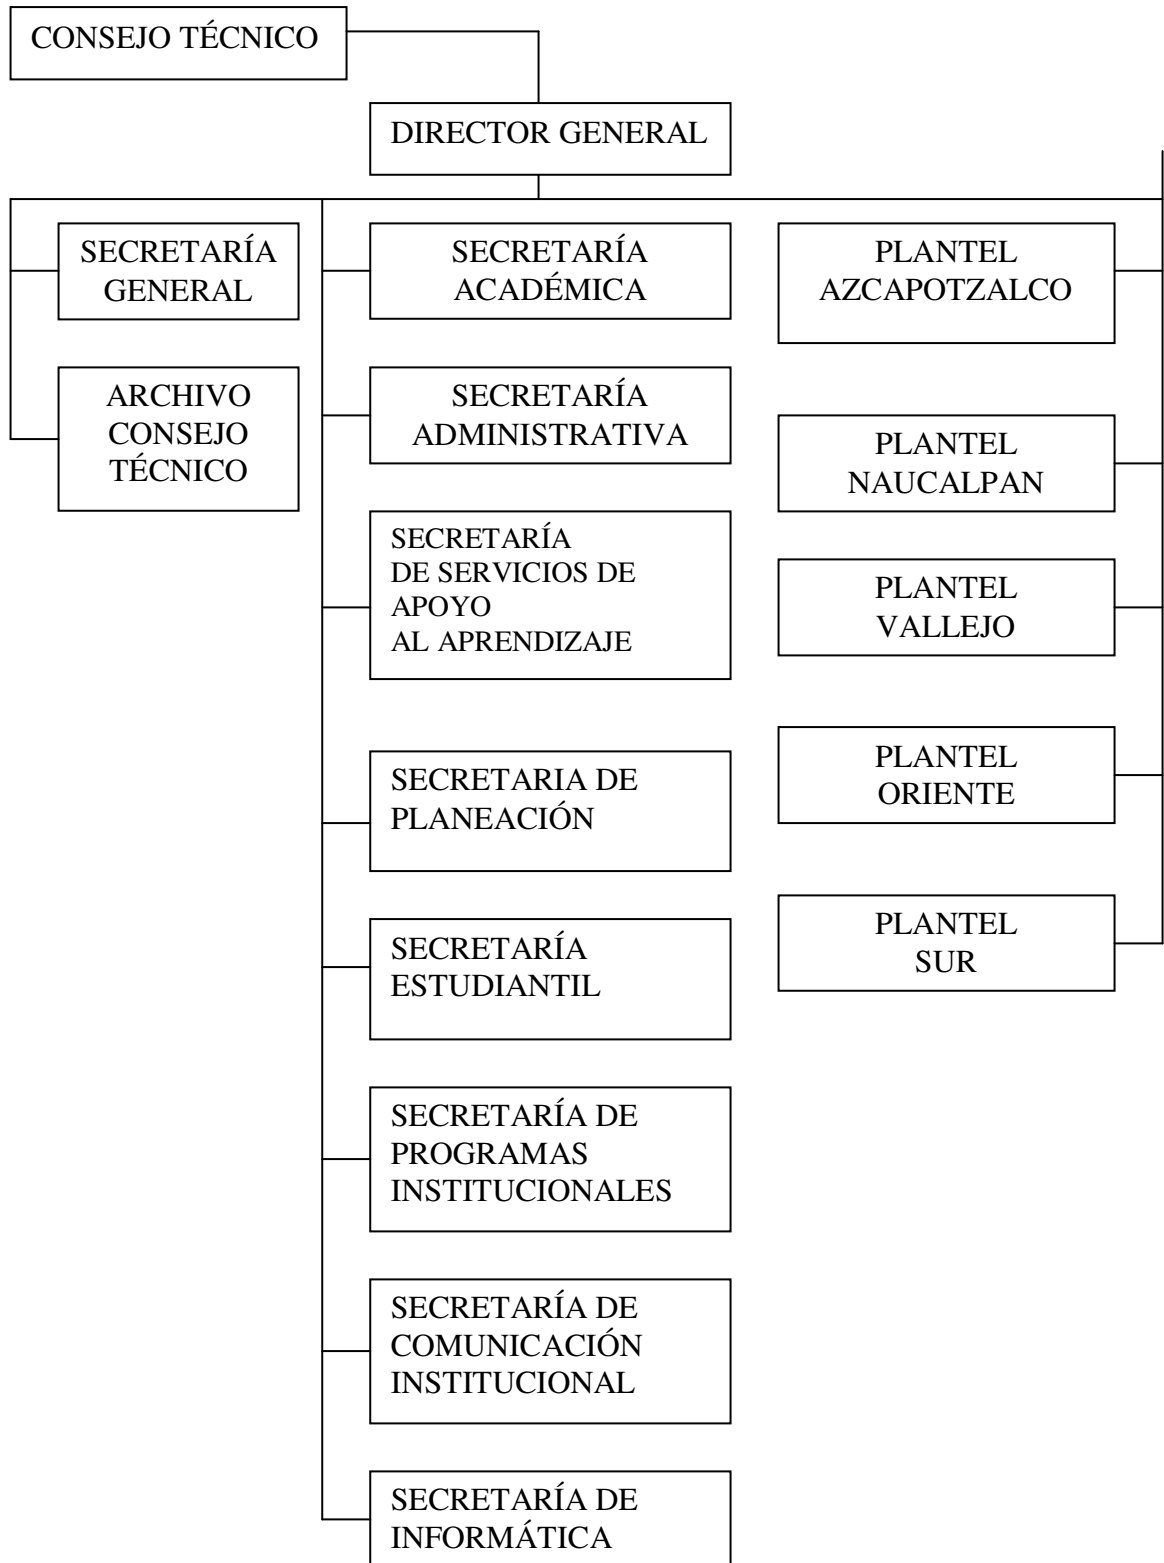 CONSEJO TÉCNICO
DIRECTOR GENERAL
SECRETARÍA
GENERAL
ARCHIVO
CONSEJO
TÉCNICO
SECRETARÍA
ACADÉMICA
SECRETARÍA
ADMINISTRATIVA
SECRETARÍA
DE SERVICIOS DE
APOYO
AL APRENDIZAJE
SECRETARIA DE
PLANEACIÓN
SECRETARÍA
ESTUDIANTIL
SECRETARÍA DE
PROGRAMAS
INSTITUCIONALES
SECRETARÍA DE
COMUNICACIÓN
INSTITUCIONAL
SECRETARÍA DE
INFORMÁTICA
PLANTEL
AZCAPOTZALCO
PLANTEL
NAUCALPAN
PLANTEL
VALLEJO
PLANTEL
ORIENTE
PLANTEL
SUR